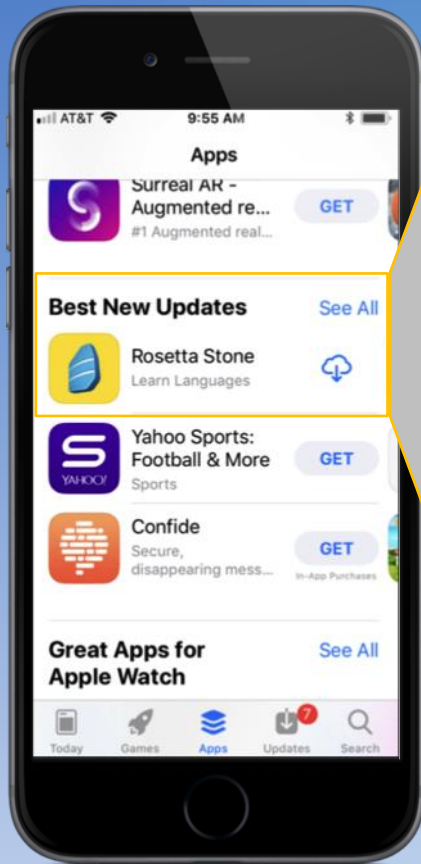 AT&T 9:55 AM
Apps
Surreal AR -
Augmented re...
GET
#1 Augmented real...
Best New Updates
See All
Rosetta Stone
Learn Languages
Yahoo Sports:
Football & More
GET
Sports
YAHOO!
Confide
Secure,
disappearing mess...
GET
In-App Purchases
Great Apps for
Apple Watch
See All
7
Today Games Apps Updates Search